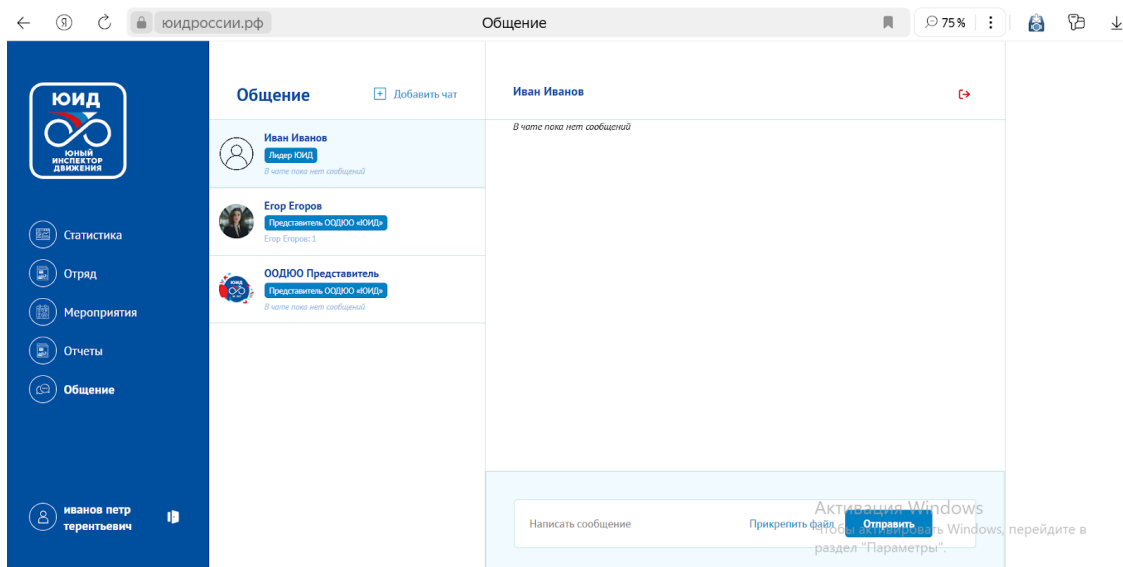 юидроссии.рф
Общение
75 %
ЮИД
ЮНЫЙ
ИНСПЕКТОР
ДВИЖЕНИЯ
Статистика
Отряд
Мероприятия
Отчеты
Общение
иванов петр
терентьевич
Общение
Добавить чат
Иван Иванов
Лидер ЮИД
В чате пока нет сообщений
Егор Егоров
Представитель ООДЮО «ЮИД»
Егор Егоров: 1
ООДЮО Представитель
Представитель ООДЮО «ЮИД»
В чате пока нет сообщений
Иван Иванов
В чате пока нет сообщений
Написать сообщение
Прикрепить файл
Отправить
Активация Windows
Чтобы активировать Windows, перейдите в
раздел "Параметры".